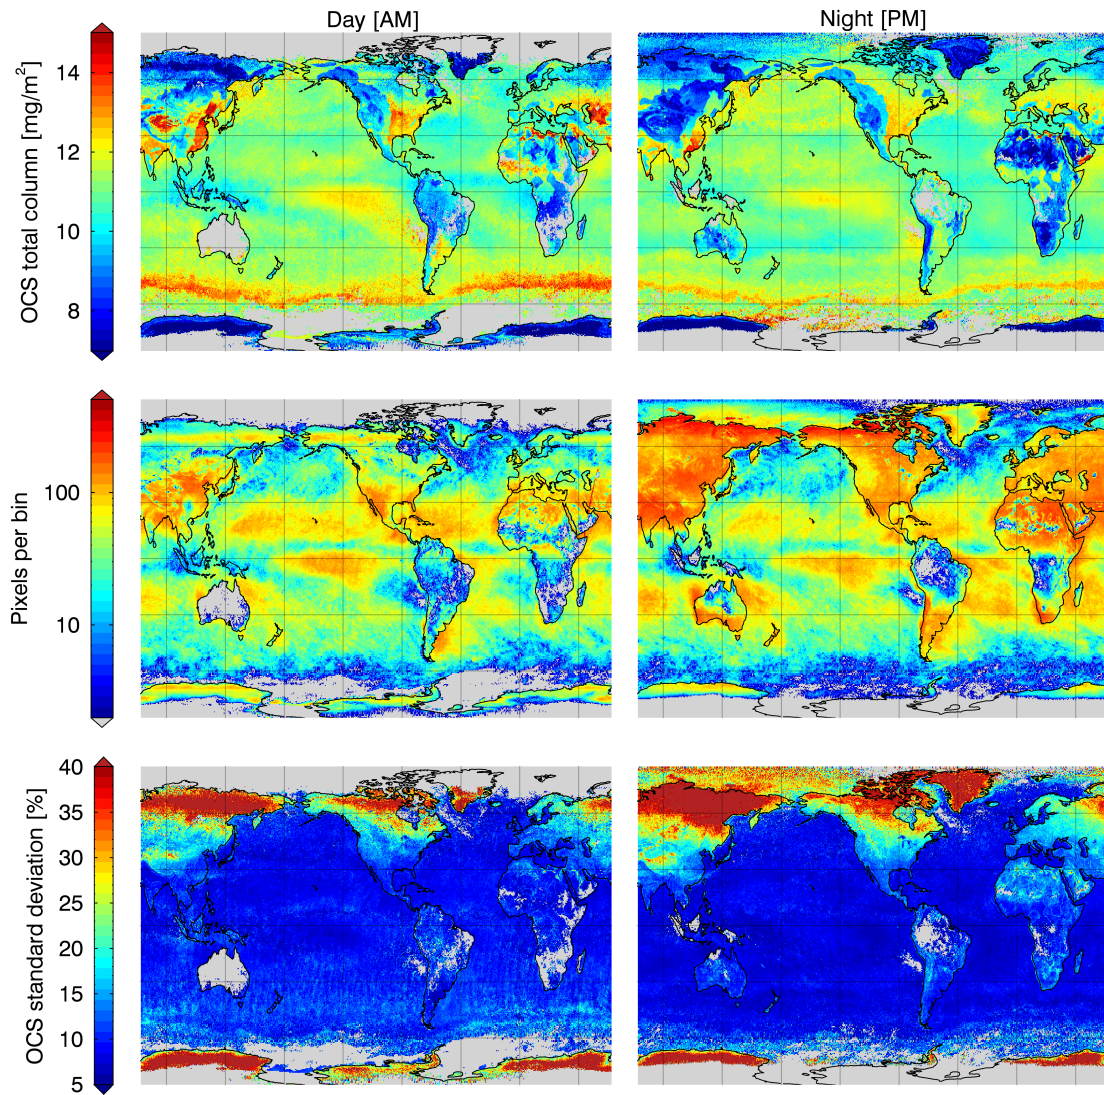 Day [AM]
Night [PM]
OCS total column [mg/m²]
14
12
10
8
Pixels per bin
100
10
OCS standard deviation [%]
40
35
30
25
20
15
10
5